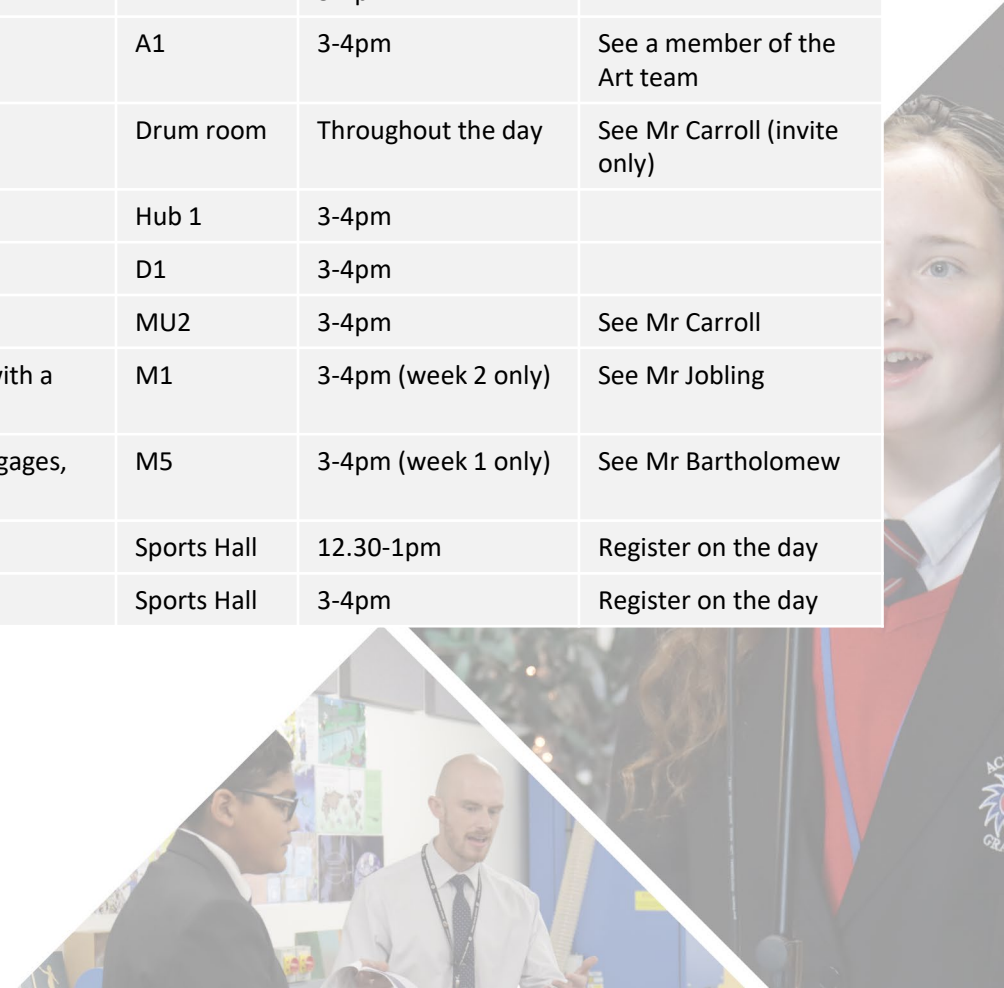 A1 3-4pm See a member of the
Art team
Drum room Throughout the day See Mr Carroll (invite
only)
Hub 1 3-4pm
D1 3-4pm
MU2 3-4pm See Mr Carroll
with a M1 3-4pm (week 2 only) See Mr Jobling
gages, M5 3-4pm (week 1 only) See Mr Bartholomew
Sports Hall 12.30-1pm Register on the day
Sports Hall 3-4pm Register on the day